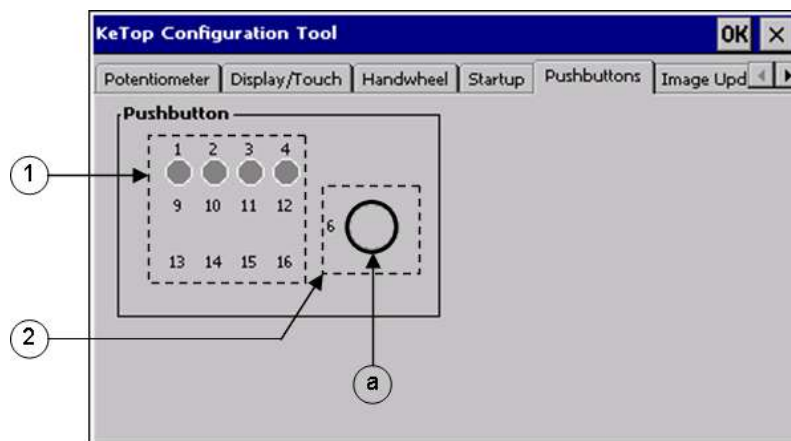 KeTop Configuration Tool OK ×
Potentiometer Display/Touch Handwheel Startup Pushbuttons Image Upd
Pushbutton
1 2 3 4
1
9 10 11 12
6
13 14 15 16
2
a